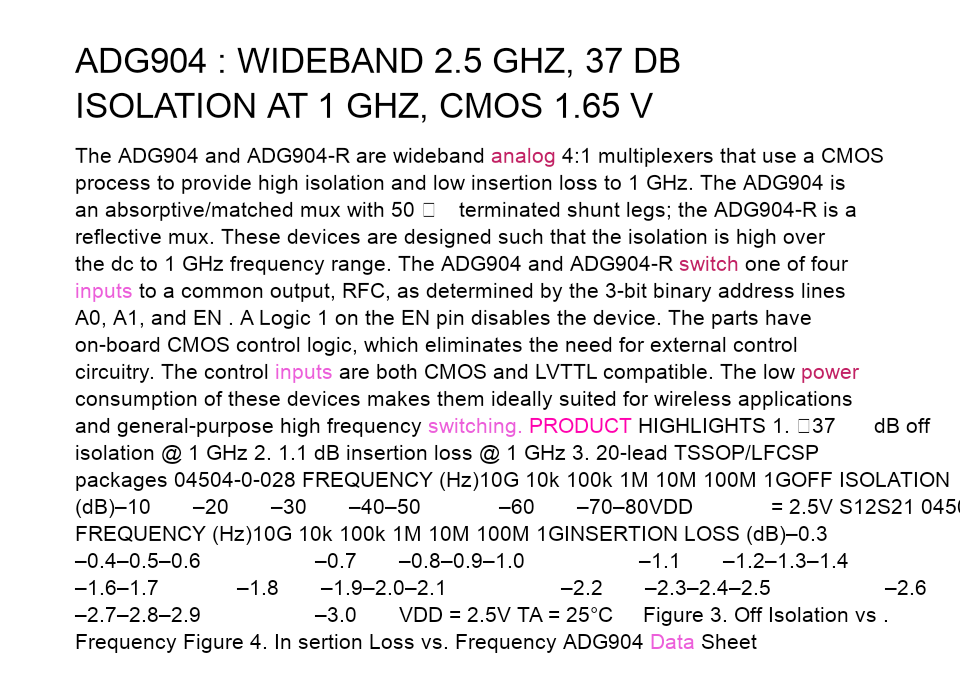 ADG904 : WIDEBAND 2.5 GHZ, 37 DB
ISOLATION AT 1 GHZ, CMOS 1.65 V
The ADG904 and ADG904-R are wideband analog 4:1 multiplexers that use a CMOS
process to provide high isolation and low insertion loss to 1 GHz. The ADG904 is
an absorptive/matched mux with 50 □ terminated shunt legs; the ADG904-R is a
reflective mux. These devices are designed such that the isolation is high over
the dc to 1 GHz frequency range. The ADG904 and ADG904-R switch one of four
inputs to a common output, RFC, as determined by the 3-bit binary address lines
A0, A1, and EN . A Logic 1 on the EN pin disables the device. The parts have
on-board CMOS control logic, which eliminates the need for external control
circuitry. The control inputs are both CMOS and LVTTL compatible. The low power
consumption of these devices makes them ideally suited for wireless applications
and general-purpose high frequency switching. PRODUCT HIGHLIGHTS 1. □37 dB off
isolation @ 1 GHz 2. 1.1 dB insertion loss @ 1 GHz 3. 20-lead TSSOP/LFCSP
packages 04504-0-028 FREQUENCY (Hz)10G 10k 100k 1M 10M 100M 1GOFF ISOLATION
(dB)–10 –20 –30 –40–50 –60 –70–80VDD = 2.5V S12S21 0450
FREQUENCY (Hz)10G 10k 100k 1M 10M 100M 1GINSERTION LOSS (dB)–0.3
–0.4–0.5–0.6 –0.7 –0.8–0.9–1.0 –1.1 –1.2–1.3–1.4
–1.6–1.7 –1.8 –1.9–2.0–2.1 –2.2 –2.3–2.4–2.5 –2.6
–2.7–2.8–2.9 –3.0 VDD = 2.5V TA = 25°C Figure 3. Off Isolation vs .
Frequency Figure 4. In sertion Loss vs. Frequency ADG904 Data Sheet